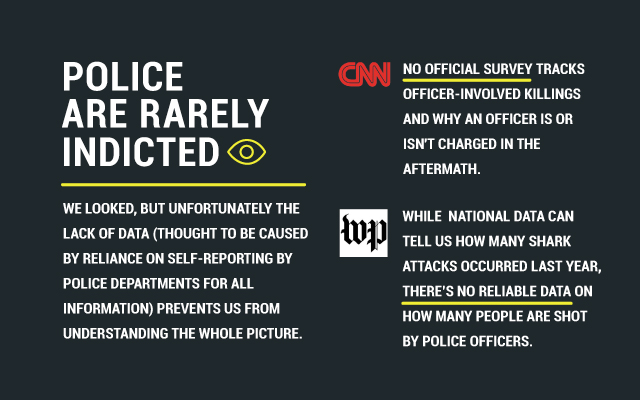 POLICE
ARE RARELY
INDICTED
WE LOOKED, BUT UNFORTUNATELY THE
LACK OF DATA (THOUGHT TO BE CAUSED
BY RELIANCE ON SELF-REPORTING BY
POLICE DEPARTMENTS FOR ALL
INFORMATION) PREVENTS US FROM
UNDERSTANDING THE WHOLE PICTURE.
CNN
NO OFFICIAL SURVEY TRACKS
OFFICER-INVOLVED KILLINGS
AND WHY AN OFFICER IS OR
ISN'T CHARGED IN THE
AFTERMATH.
wp
WHILE NATIONAL DATA CAN
TELL US HOW MANY SHARK
ATTACKS OCCURRED LAST YEAR,
THERE'S NO RELIABLE DATA ON
HOW MANY PEOPLE ARE SHOT
BY POLICE OFFICERS.